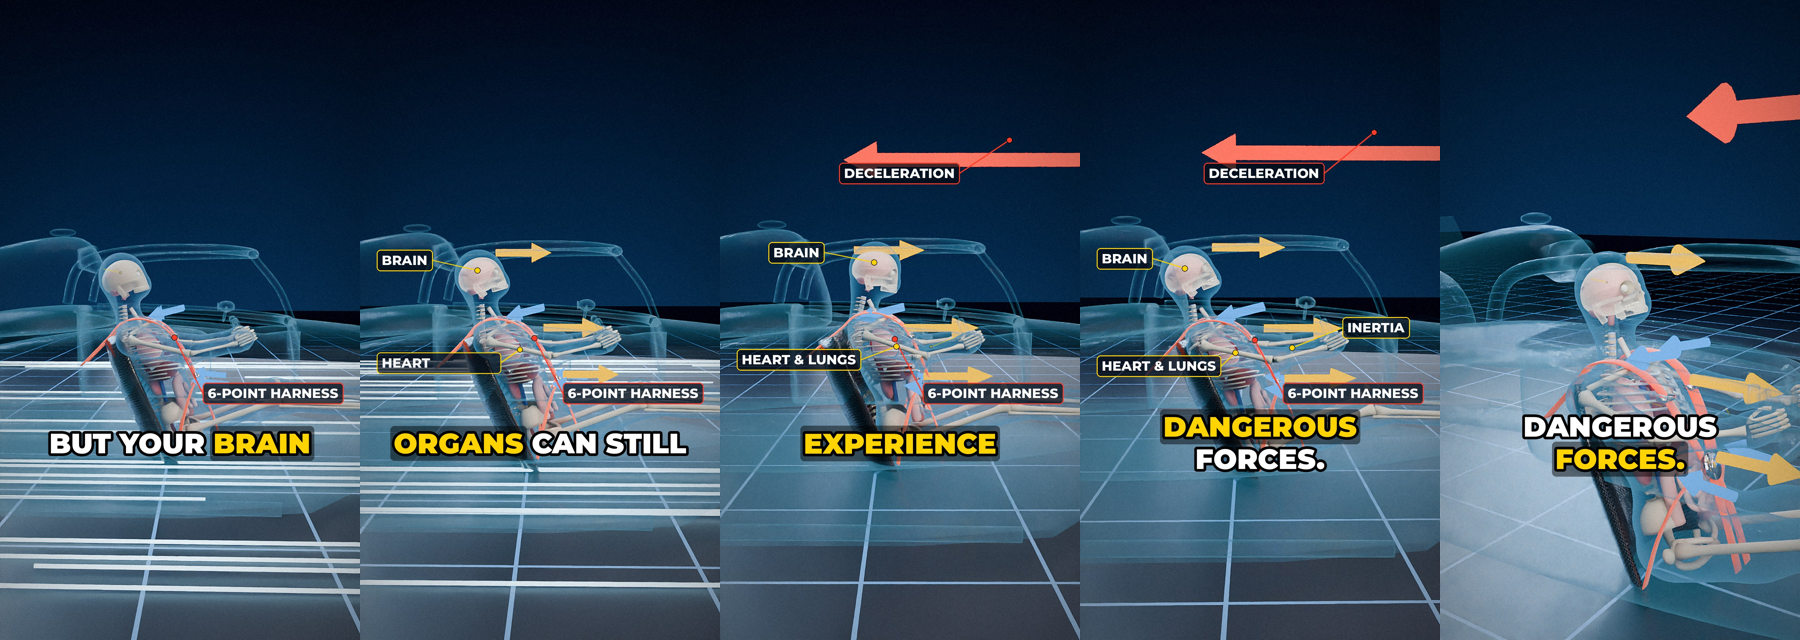 6-POINT HARNESS
BUT YOUR BRAIN
BRAIN
HEART
6-POINT HARNESS
ORGANS CAN STILL
DECELERATION
BRAIN
HEART & LUNGS
6-POINT HARNESS
EXPERIENCE
DECELERATION
BRAIN
INERTIA
HEART & LUNGS
6-POINT HARNESS
DANGEROUS
FORCES.
DANGEROUS
FORCES.